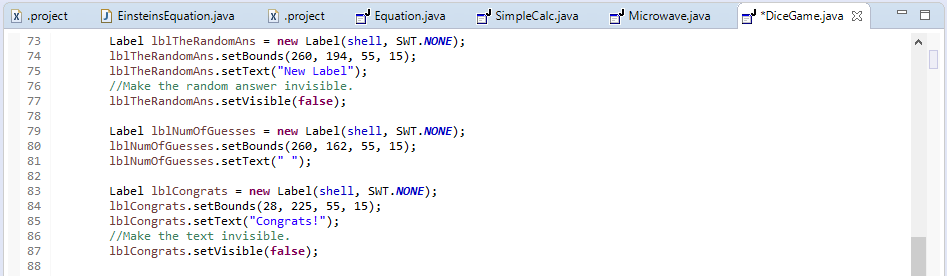 .project EinsteinsEquation.java .project Equation.java SimpleCalc.java Microwave.java *DiceGame.java
73 Label lblTheRandomAns = new Label(shell, SWT.NONE);
74 lblTheRandomAns.setBounds(260, 194, 55, 15);
75 lblTheRandomAns.setText("New Label");
76 //Make the random answer invisible.
77 lblTheRandomAns.setVisible(false);
78
79 Label lblNumOfGuesses = new Label(shell, SWT.NONE);
80 lblNumOfGuesses.setBounds(260, 162, 55, 15);
81 lblNumOfGuesses.setText(" ");
82
83 Label lblCongrats = new Label(shell, SWT.NONE);
84 lblCongrats.setBounds(28, 225, 55, 15);
85 lblCongrats.setText("Congrats!");
86 //Make the text invisible.
87 lblCongrats.setVisible(false);
88